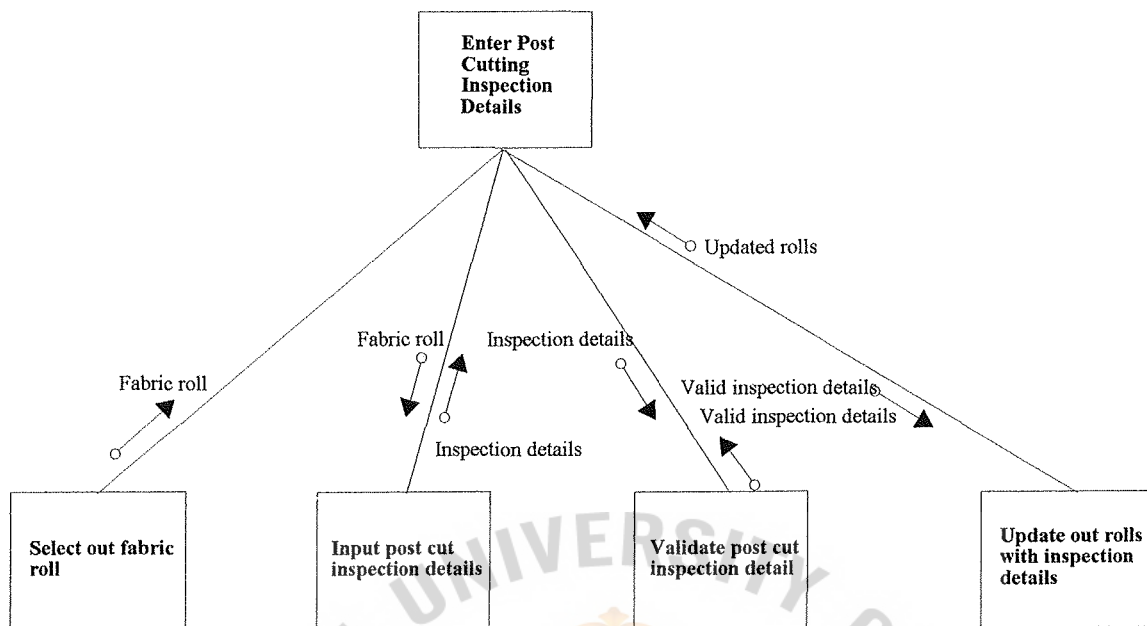 Enter Post
Cutting
Inspection
Details
Updated rolls
Fabric roll
Inspection details
Fabric roll
Valid inspection details
Valid inspection details
Inspection details
Select out fabric
roll
Input post cut
inspection details
Validate post cut
inspection detail
Update out rolls
with inspection
details
UNIVERSITY